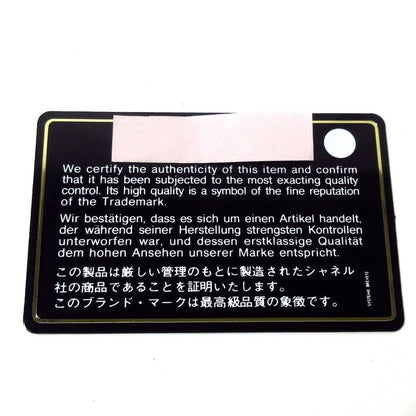 We certify the authenticity of this item and confirm
that it has been subjected to the most exacting quality
control. Its high quality is a symbol of the fine reputation
of the Trademark.
Wir bestätigen, dass es sich um einen Artikel handelt,
der während seiner Herstellung strengsten Kontrollen
unterworfen war, und dessen erstklassige Qualität
dem hohen Ansehen unserer Marke entspricht.
この製品は厳しい管理のもとに製造されたシャネル
社の商品であることを証明いたします。
このブランド・マークは最高級品質の象徴です。
SYSTEME BREVETE